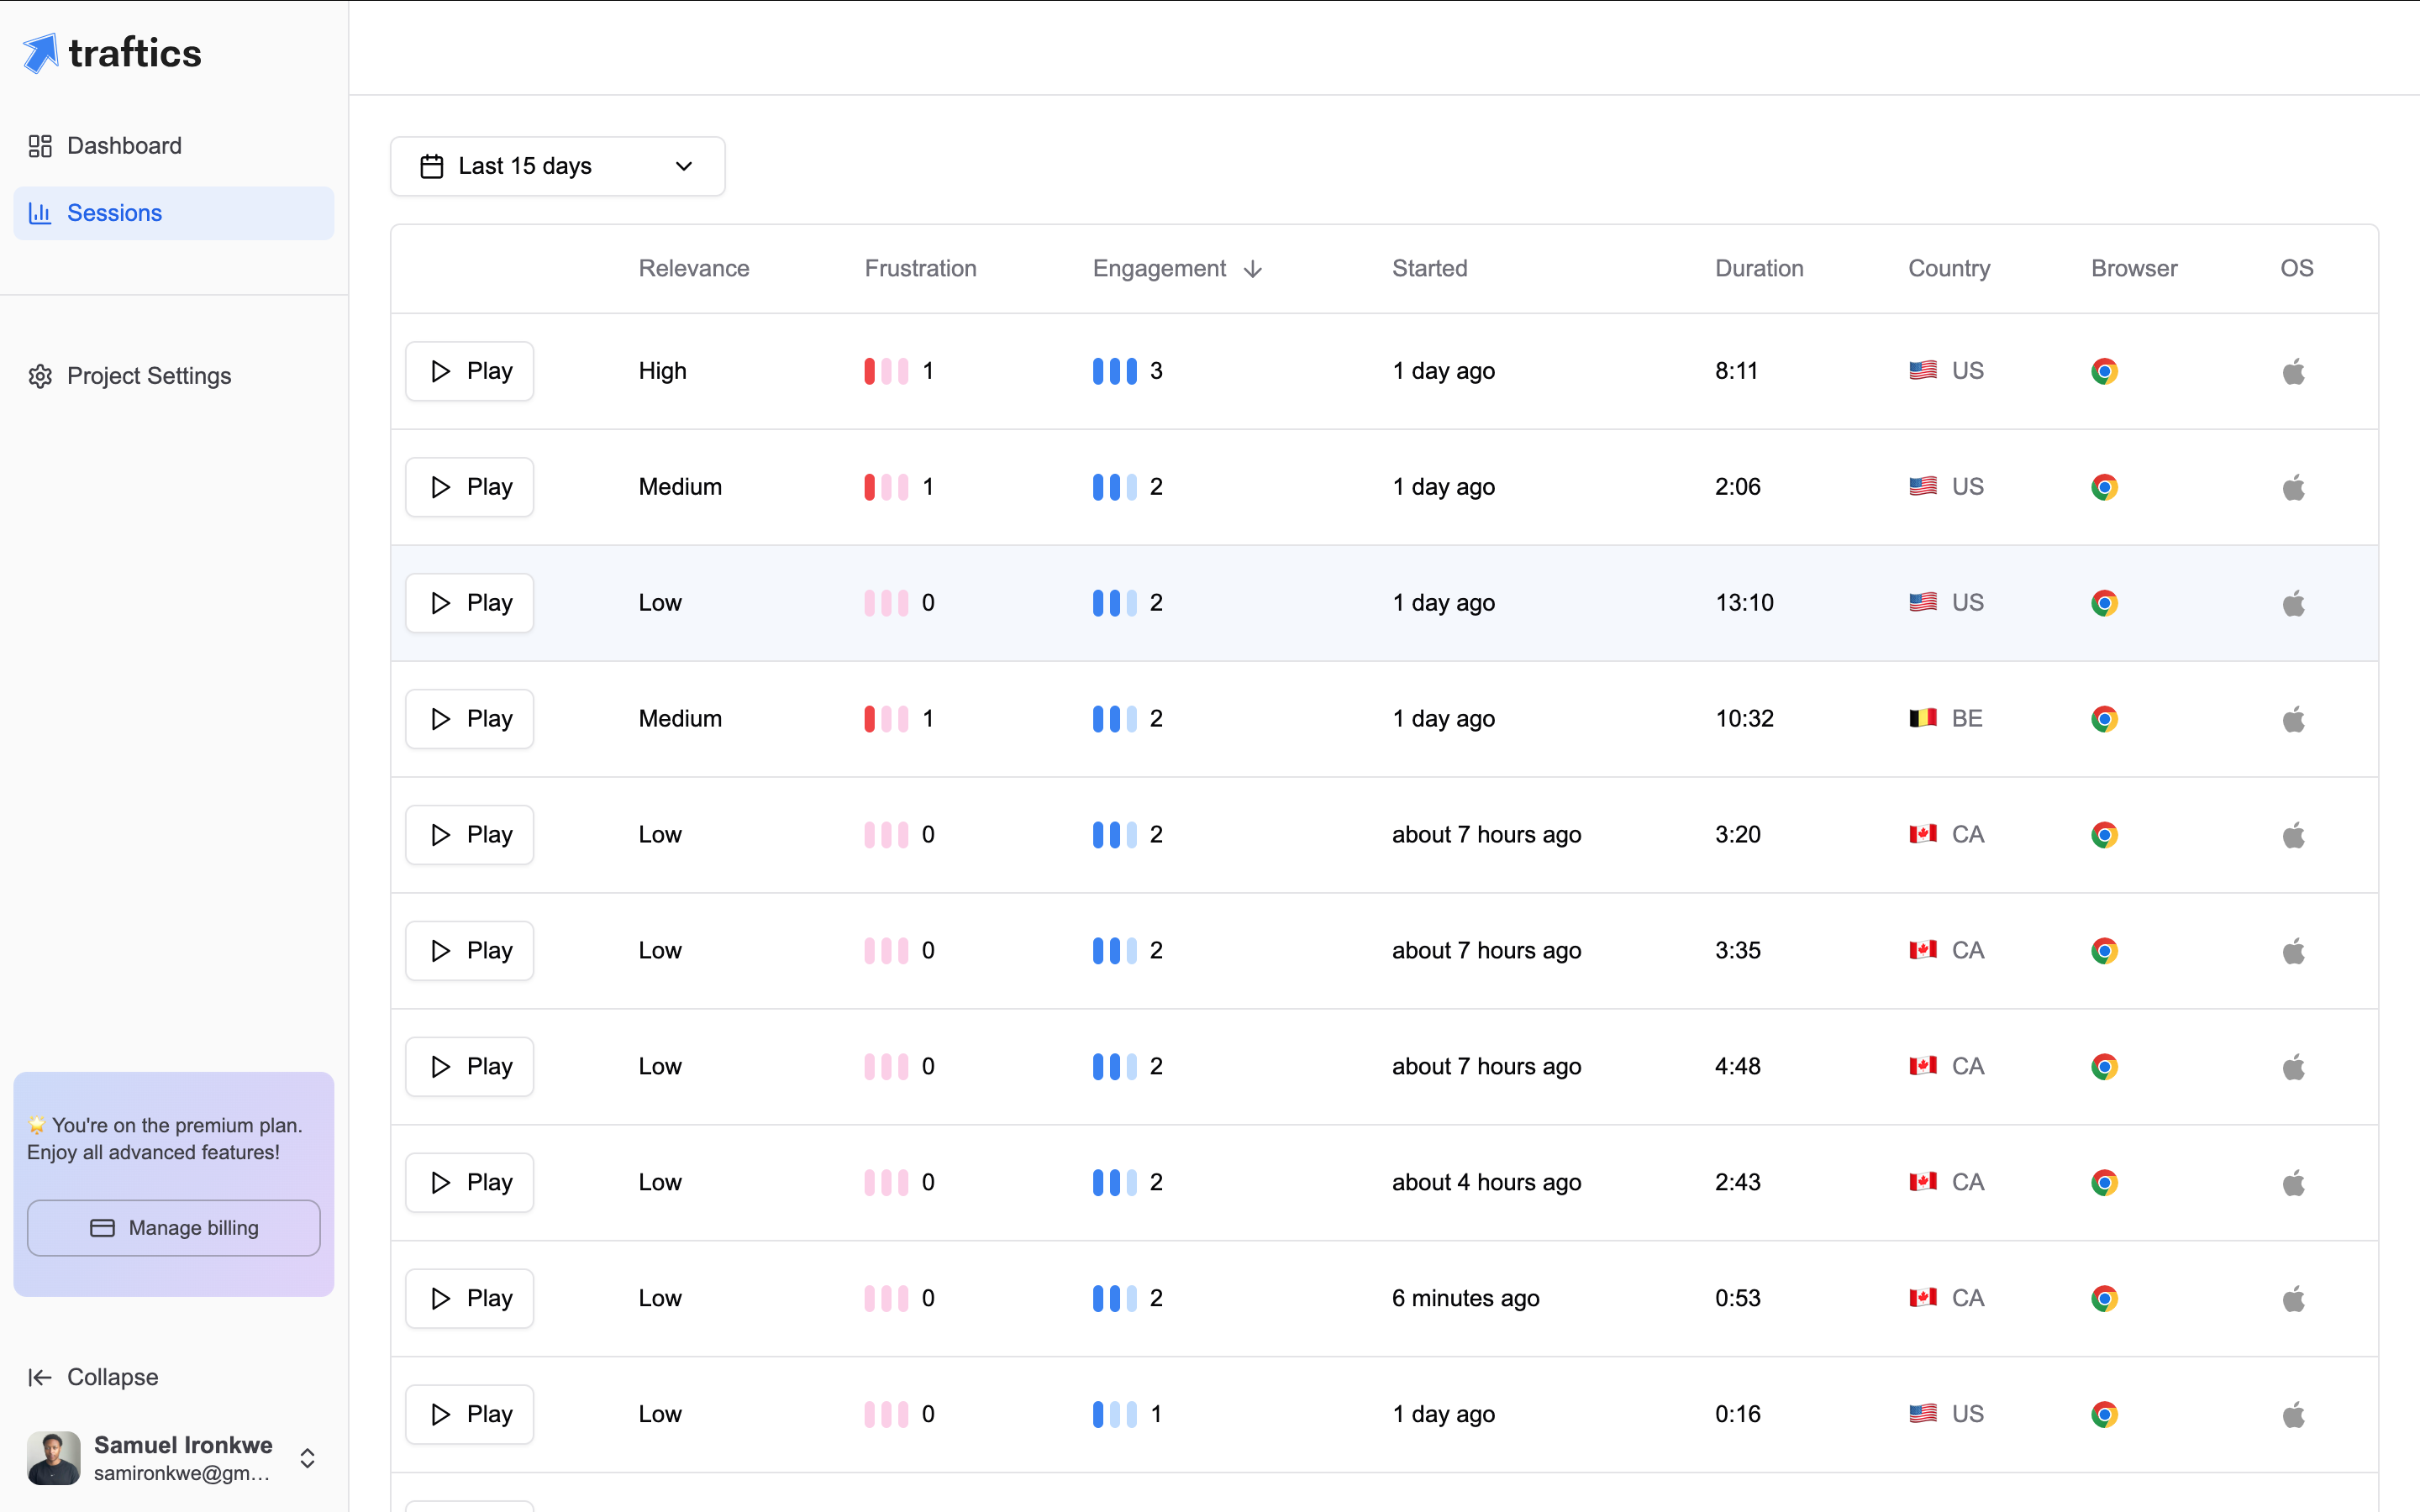 traftics
Dashboard
Sessions
Project Settings
🌟 You're on the premium plan.
Enjoy all advanced features!
Manage billing
Collapse
Samuel Ironkwe
samironkwe@gm...
Last 15 days
Relevance Frustration Engagement ↓ Started Duration Country Browser OS
Play High 1 3 1 day ago 8:11 US
Play Medium 1 2 1 day ago 2:06 US
Play Low 0 2 1 day ago 13:10 US
Play Medium 1 2 1 day ago 10:32 BE
Play Low 0 2 about 7 hours ago 3:20 CA
Play Low 0 2 about 7 hours ago 3:35 CA
Play Low 0 2 about 7 hours ago 4:48 CA
Play Low 0 2 about 4 hours ago 2:43 CA
Play Low 0 2 6 minutes ago 0:53 CA
Play Low 0 1 1 day ago 0:16 US